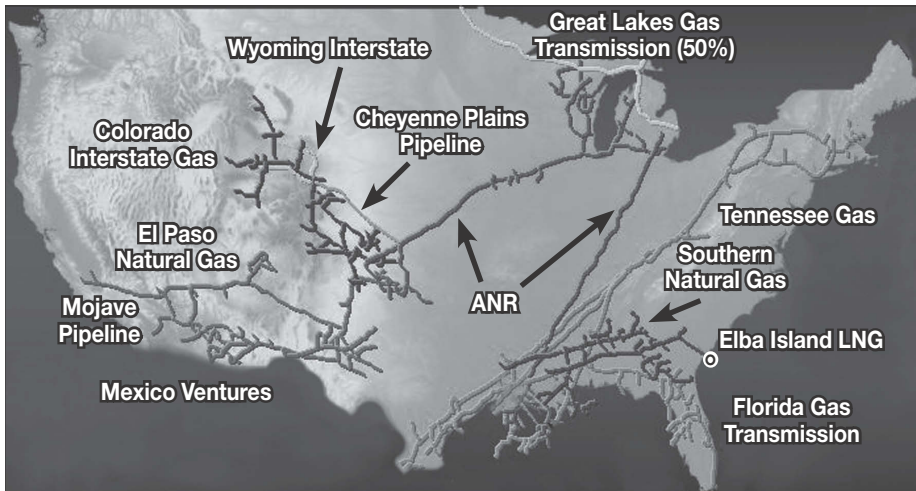 Great Lakes Gas
Transmission (50%)
Wyoming Interstate
Cheyenne Plains
Pipeline
Colorado
Interstate Gas
Tennessee Gas
El Paso
Natural Gas
Southern
Natural Gas
ANR
Mojave
Pipeline
Elba Island LNG
Mexico Ventures
Florida Gas
Transmission